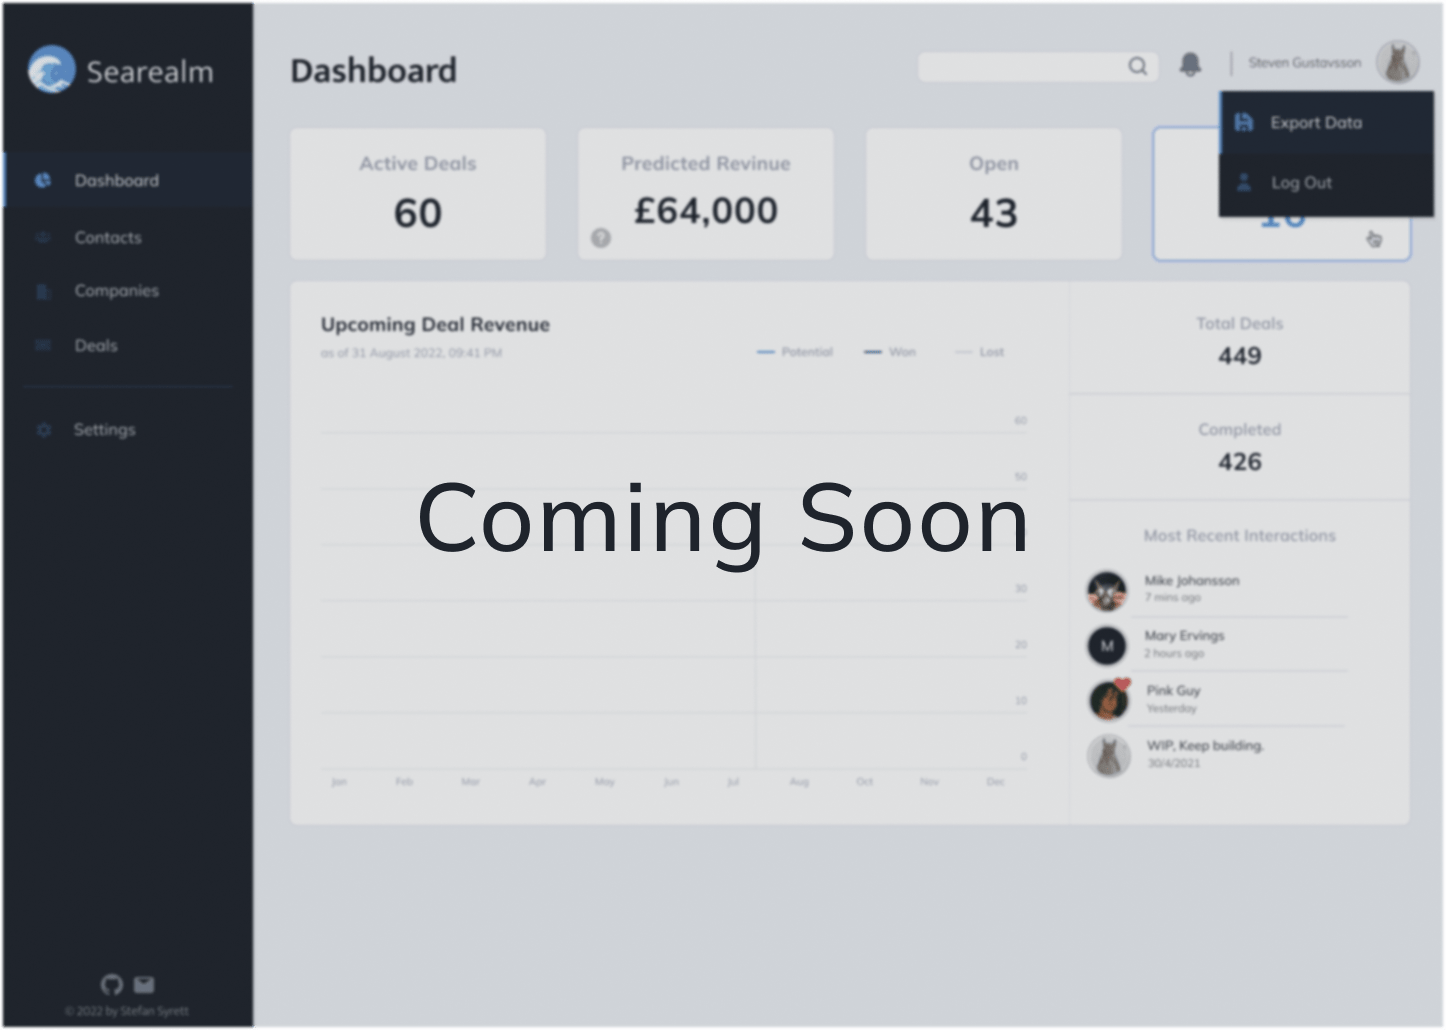 Searealm
Dashboard
Contacts
Companies
Deals
Settings
© 2022 by Stefan Syrett
Dashboard
Steven Gustavsson
Export Data
Log Out
Active Deals
60
Predicted Revinue
£64,000
?
Open
43
Upcoming Deal Revenue
as of 31 August 2022, 09:41 PM
Potential
Won
Lost
60
50
30
20
10
0
Jan
Feb
Mar
Apr
May
Jun
Jul
Aug
Oct
Nov
Dec
Coming Soon
Total Deals
449
Completed
426
Most Recent Interactions
Mike Johansson
7 mins ago
M
Mary Ervings
2 hours ago
Pink Guy
Yesterday
WIP, Keep building.
30/4/2021